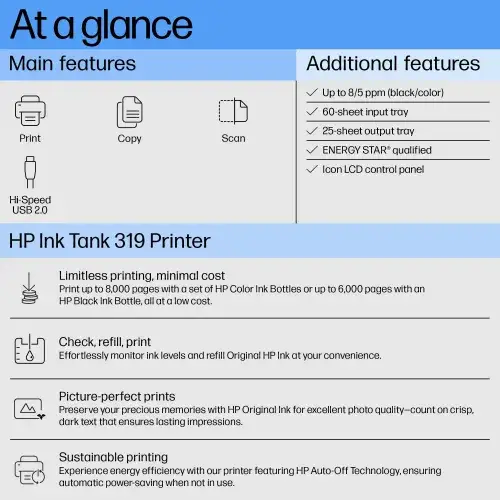 At a glance
Main features
Additional features
Print
Copy
Scan
Hi-Speed
USB 2.0
Up to 8/5 ppm (black/color)
60-sheet input tray
25-sheet output tray
ENERGY STAR® qualified
Icon LCD control panel
HP Ink Tank 319 Printer
Limitless printing, minimal cost
Print up to 8,000 pages with a set of HP Color Ink Bottles or up to 6,000 pages with an
HP Black Ink Bottle, all at a low cost.
Check, refill, print
Effortlessly monitor ink levels and refill Original HP Ink at your convenience.
Picture-perfect prints
Preserve your precious memories with HP Original Ink for excellent photo quality—count on crisp,
dark text that ensures lasting impressions.
Sustainable printing
Experience energy efficiency with our printer featuring HP Auto-Off Technology, ensuring
automatic power-saving when not in use.